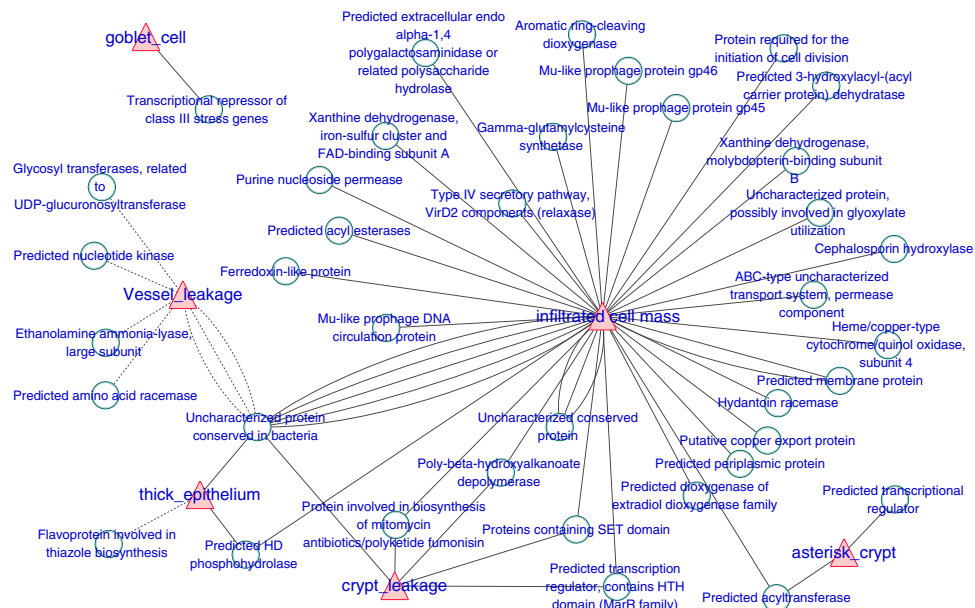 goblet_cell
Transcriptional repressor of
class III stress genes
Predicted extracellular endo
alpha-1,4
polygalactosaminidase or
related polysaccharide
hydrolase
Aromatic ring-cleaving
dioxygenase
Mu-like prophage protein gp46
Mu-like prophage protein gp45
Protein required for the
initiation of cell division
Predicted 3-hydroxylacyl-(acyl
carrier protein) dehydratase
Xanthine dehydrogenase,
iron-sulfur cluster and
FAD-binding subunit A
Gamma-glutamylcysteine
synthetase
Xanthine dehydrogenase,
molybdopterin-binding subunit
B
Glycosyl transferases, related
to
UDP-glucuronosyltransferase
Purine nucleoside permease
Type IV secretory pathway,
VirD2 components (relaxase)
Uncharacterized protein,
possibly involved in glyoxylate
utilization
Predicted acyl esterases
Cephalosporin hydroxylase
Predicted nucleotide kinase
Ferredoxin-like protein
ABC-type uncharacterized
transport system, permease
component
Vessel_leakage
infiltrated cell mass
Mu-like prophage DNA
circulation protein
Heme/copper-type
cytochrome/quinol oxidase,
subunit 4
Ethanolamine ammonia-lyase,
large subunit
Predicted membrane protein
Predicted amino acid racemase
Hydantoin racemase
Uncharacterized protein
conserved in bacteria
Uncharacterized conserved
protein
Putative copper export protein
Poly-beta-hydroxyalkanoate
depolymerase
Predicted periplasmic protein
thick_epithelium
Predicted dioxygenase of
extradiol dioxygenase family
Predicted transcriptional
regulator
Protein involved in biosynthesis
of mitomycin
antibiotics/polyketide fumonisin
Proteins containing SET domain
Flavoprotein involved in
thiazole biosynthesis
Predicted HD
phosphohydrolase
asterisk_crypt
crypt_leakage
Predicted transcription
regulator, contains HTH
domain (MarR family)
Predicted acyltransferase